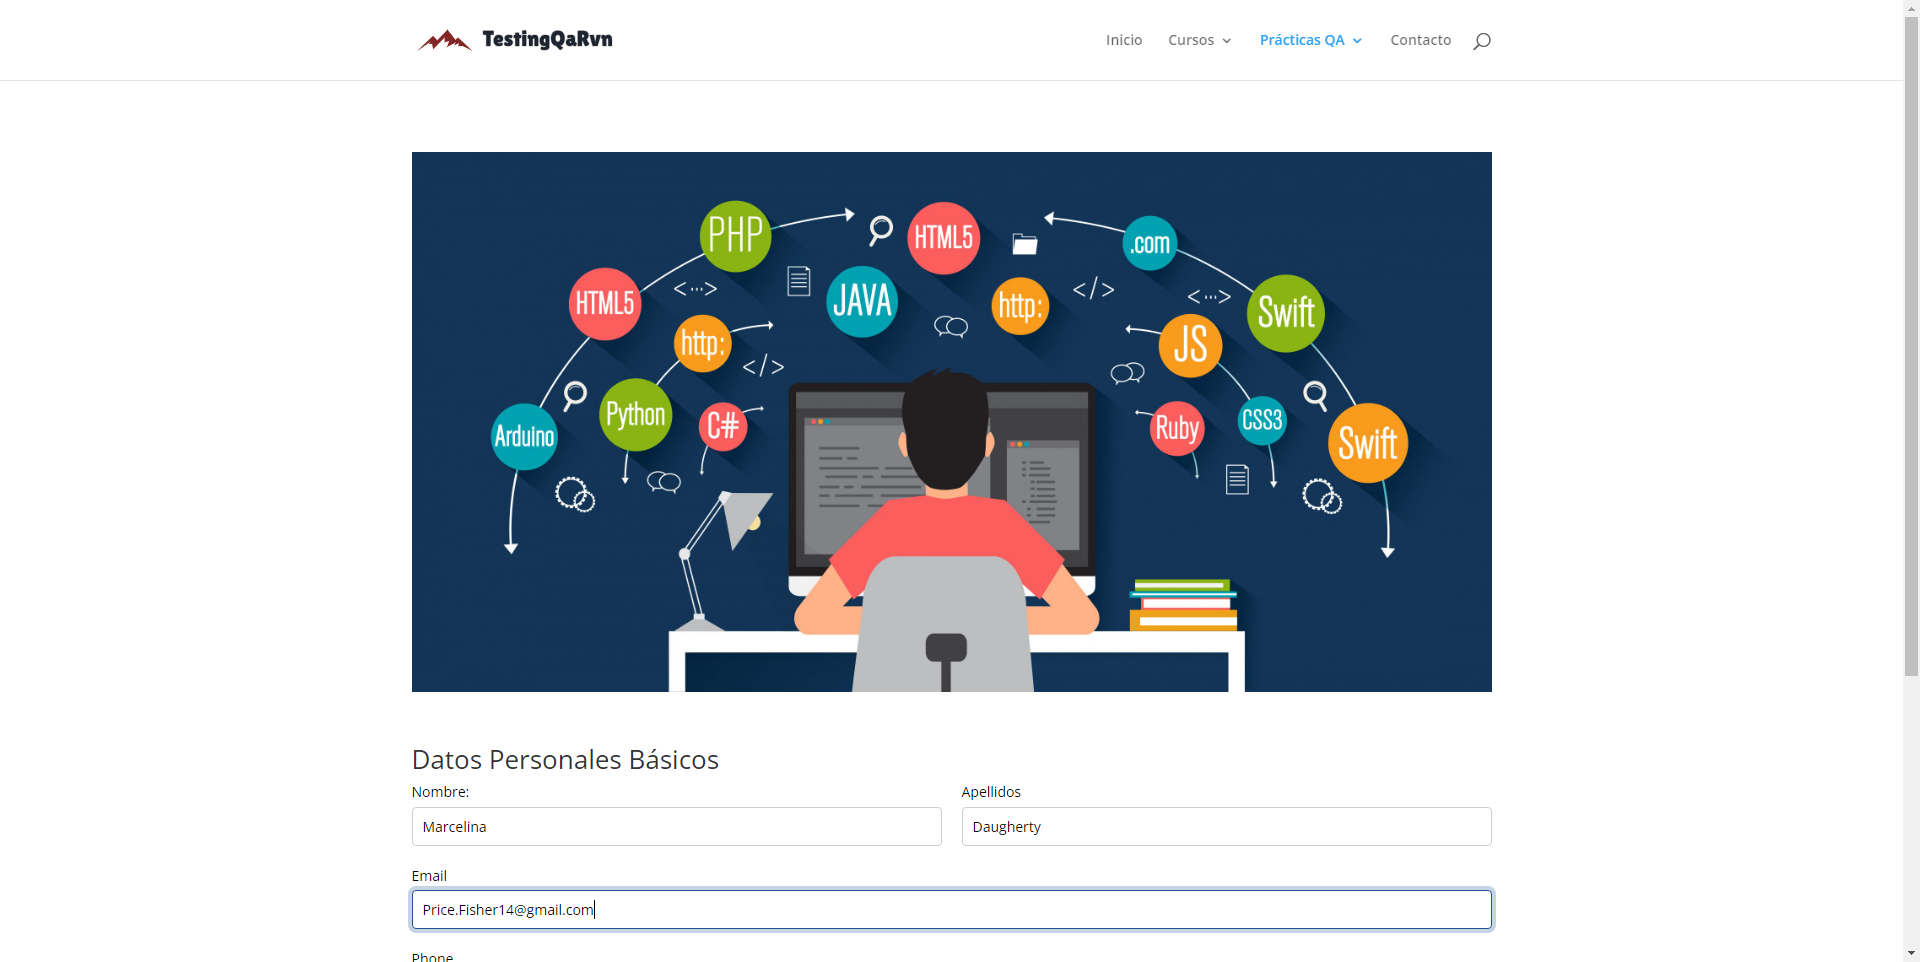 TestingQaRvn
Inicio Cursos Prácticas QA Contacto
PHP
HTML5
.com
HTML5
JAVA
http:
Swift
http:
JS
Arduino
Python
C#
Ruby
CSS3
Swift
Datos Personales Básicos
Nombre: Apellidos
Marcelina Daugherty
Email
Price.Fisher14@gmail.com
Phone